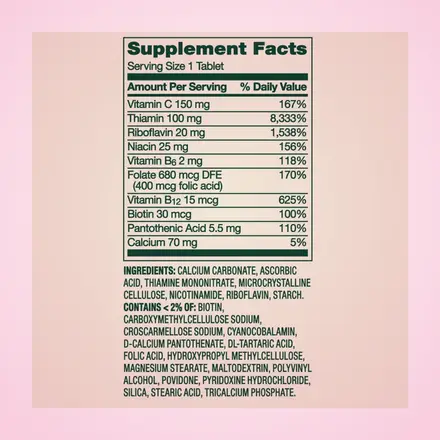 Supplement Facts
Serving Size 1 Tablet
Amount Per Serving % Daily Value
Vitamin C 150 mg 167%
Thiamin 100 mg 8,333%
Riboflavin 20 mg 1,538%
Niacin 25 mg 156%
Vitamin B6 2 mg 118%
Folate 680 mcg DFE 170%
(400 mcg folic acid)
Vitamin B12 15 mcg 625%
Biotin 30 mcg 100%
Pantothenic Acid 5.5 mg 110%
Calcium 70 mg 5%
INGREDIENTS: CALCIUM CARBONATE, ASCORBIC
ACID, THIAMINE MONONITRATE, MICROCRYSTALLINE
CELLULOSE, NICOTINAMIDE, RIBOFLAVIN, STARCH.
CONTAINS < 2% OF: BIOTIN,
CARBOXYMETHYLCELLULOSE SODIUM,
CROSCARMELLOSE SODIUM, CYANOCOBALAMIN,
D-CALCIUM PANTOTHENATE, DL-TARTARIC ACID,
FOLIC ACID, HYDROXYPROPYL METHYLCELLULOSE,
MAGNESIUM STEARATE, MALTODEXTRIN, POLYVINYL
ALCOHOL, POVIDONE, PYRIDOXINE HYDROCHLORIDE,
SILICA, STEARIC ACID, TRICALCIUM PHOSPHATE.